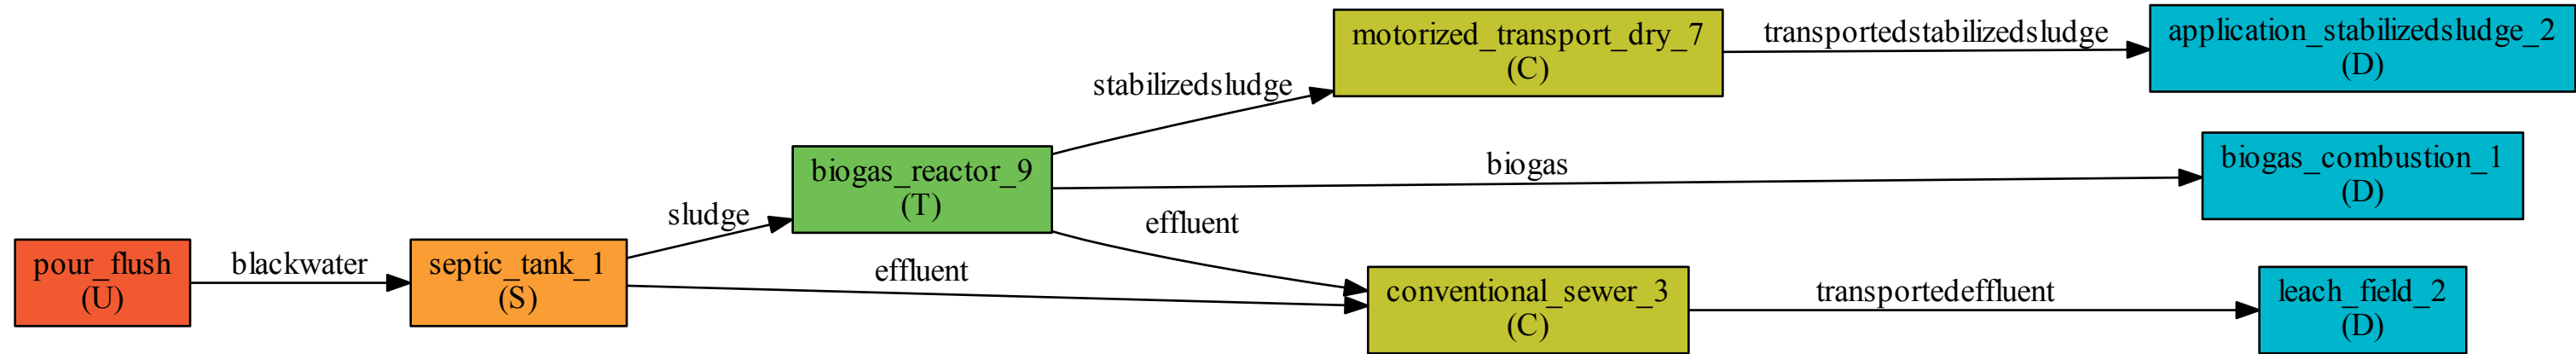 pour_flush
(U)
blackwater
septic_tank_1
(S)
sludge
effluent
biogas_reactor_9
(T)
stabilizedsludge
biogas
effluent
motorized_transport_dry_7
(C)
conventional_sewer_3
(C)
transportedstabilizedsludge
transportedeffluent
application_stabilizedsludge_2
(D)
biogas_combustion_1
(D)
leach_field_2
(D)